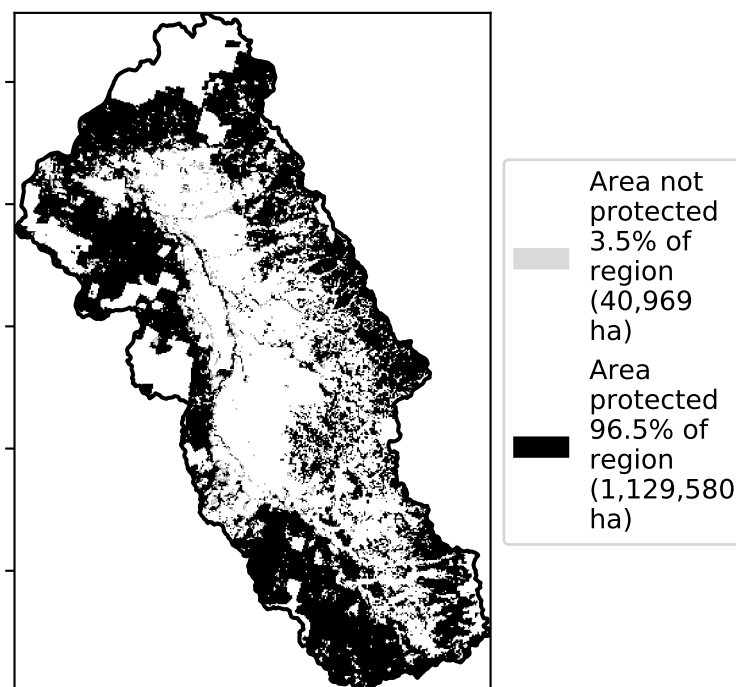 Area not
protected
3.5% of
region
(40,969
ha)
Area
protected
96.5% of
region
(1,129,580
ha)